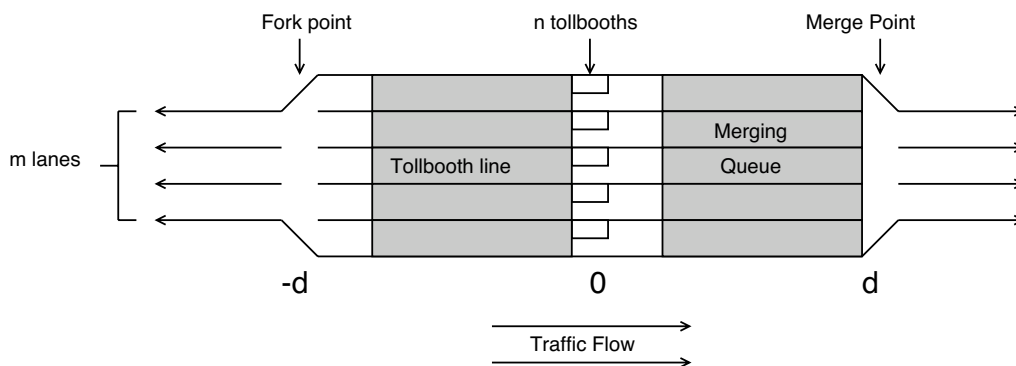 Fork point
n tollbooths
Merge Point
m lanes
Tollbooth line
Merging
Queue
-d
0
d
Traffic Flow